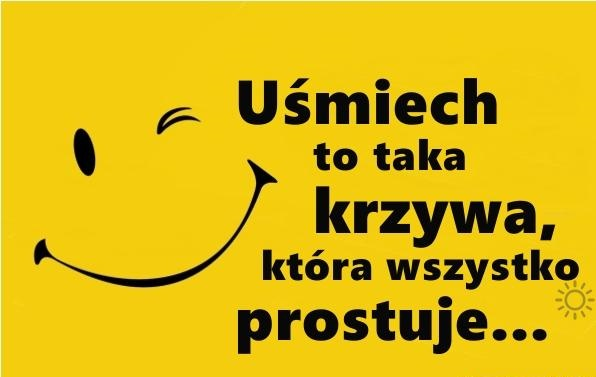 Uśmiech
to taka
krzywa,
która wszystko
prostuje...